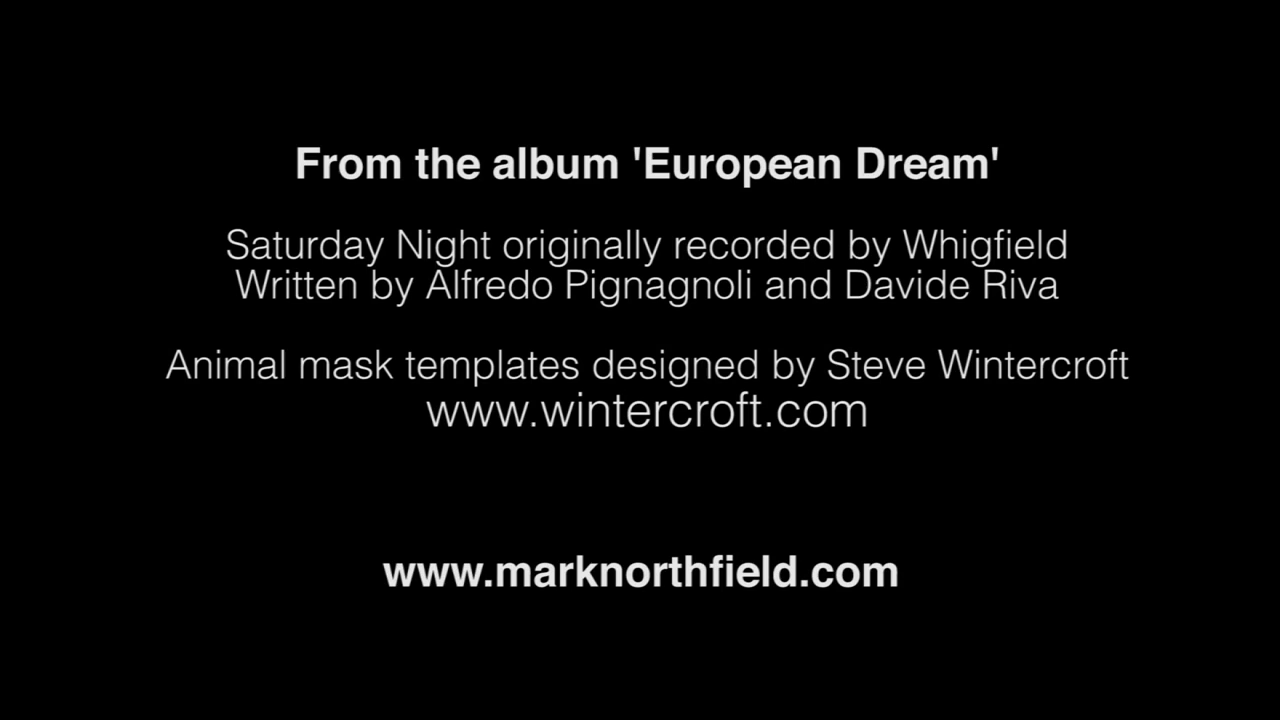 From the album 'European Dream'
Saturday Night originally recorded by Whigfield
Written by Alfredo Pignagnoli and Davide Riva
Animal mask templates designed by Steve Wintercroft
www.wintercroft.com
www.marknorthfield.com